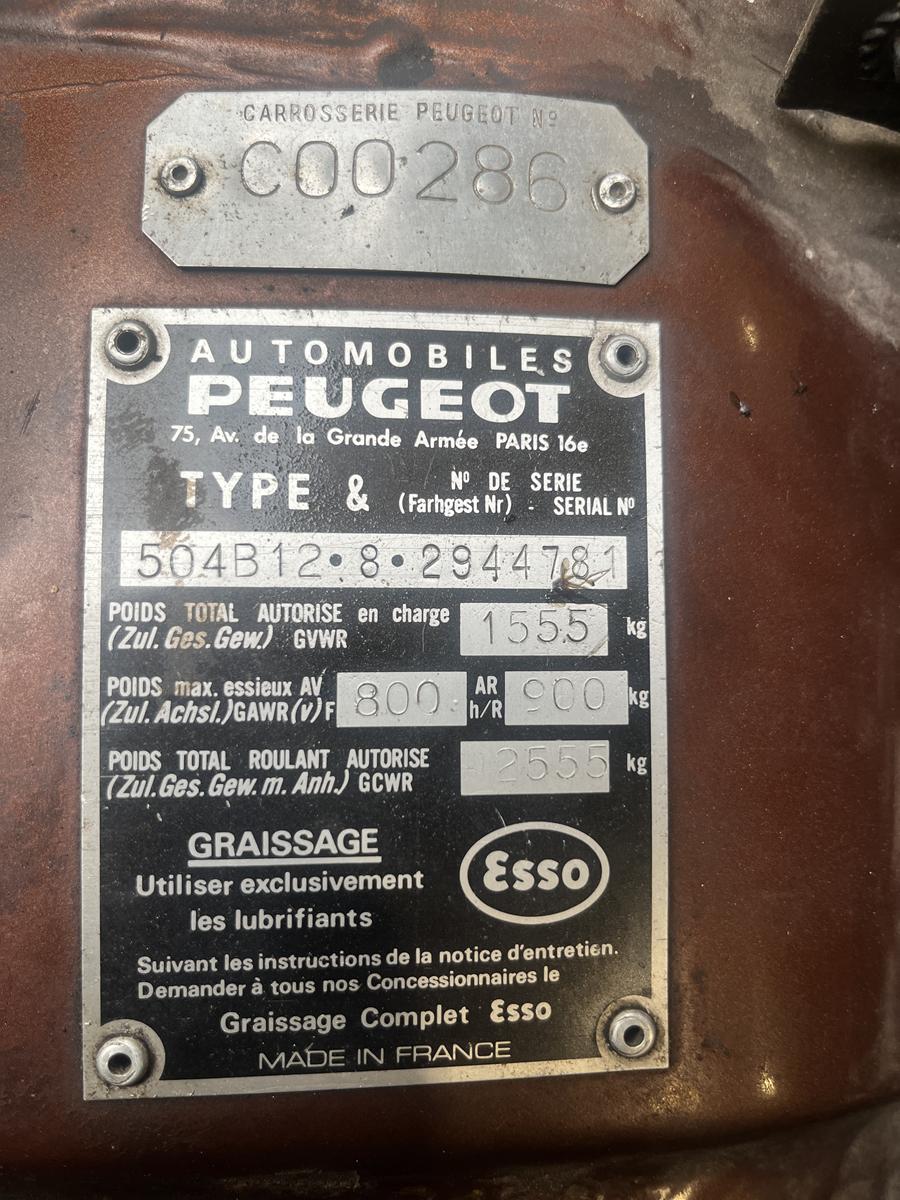 CARROSSERIE PEUGEOT Nº
C00286
AUTOMOBILES
PEUGEOT
75, Av. de la Grande Armée PARIS 16e
TYPE & Nº DE SERIE
(Farhgest Nr) - SERIAL Nº
504B12•8•2944781
POIDS TOTAL AUTORISE en charge 1555 kg
(Zul. Ges. Gew.) GVWR
POIDS max. essieux AV 800 AR 900 kg
(Zul. Achsl.) GAWR (v) F h/R
POIDS TOTAL ROULANT AUTORISE 2555 kg
(Zul. Ges. Gew. m. Anh.) GCWR
GRAISSAGE
Utiliser exclusivement
les lubrifiants
Esso
Suivant les instructions de la notice d'entretien.
Demander à tous nos Concessionnaires le
Graissage Complet Esso
MADE IN FRANCE